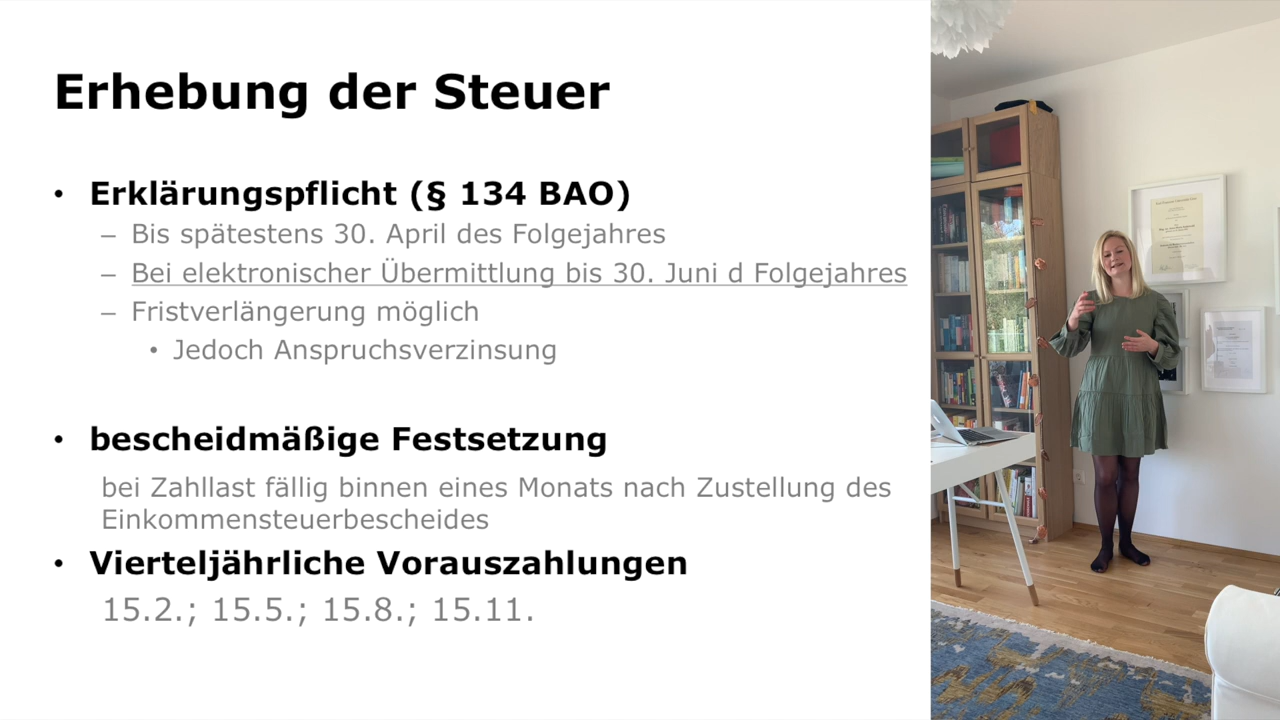 Erhebung der Steuer
• Erklärungspflicht (§ 134 BAO)
– Bis spätestens 30. April des Folgejahres
– Bei elektronischer Übermittlung bis 30. Juni d Folgejahres
– Fristverlängerung möglich
• Jedoch Anspruchsverzinsung
• bescheidmäßige Festsetzung
bei Zahllast fällig binnen eines Monats nach Zustellung des
Einkommensteuerbescheides
• Vierteljährliche Vorauszahlungen
15.2.; 15.5.; 15.8.; 15.11.